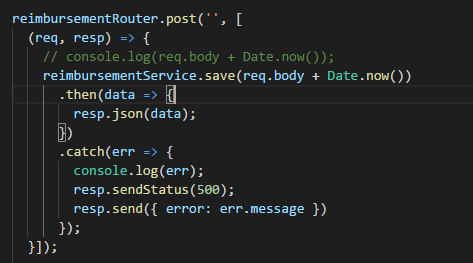 reimbursementRouter.post('', [
  (req, resp) => {
    // console.log(req.body + Date.now());
    reimbursementService.save(req.body + Date.now())
      .then(data => {
        resp.json(data);
      })
      .catch(err => {
        console.log(err);
        resp.sendStatus(500);
        resp.send({ error: err.message })
      });
  }]);